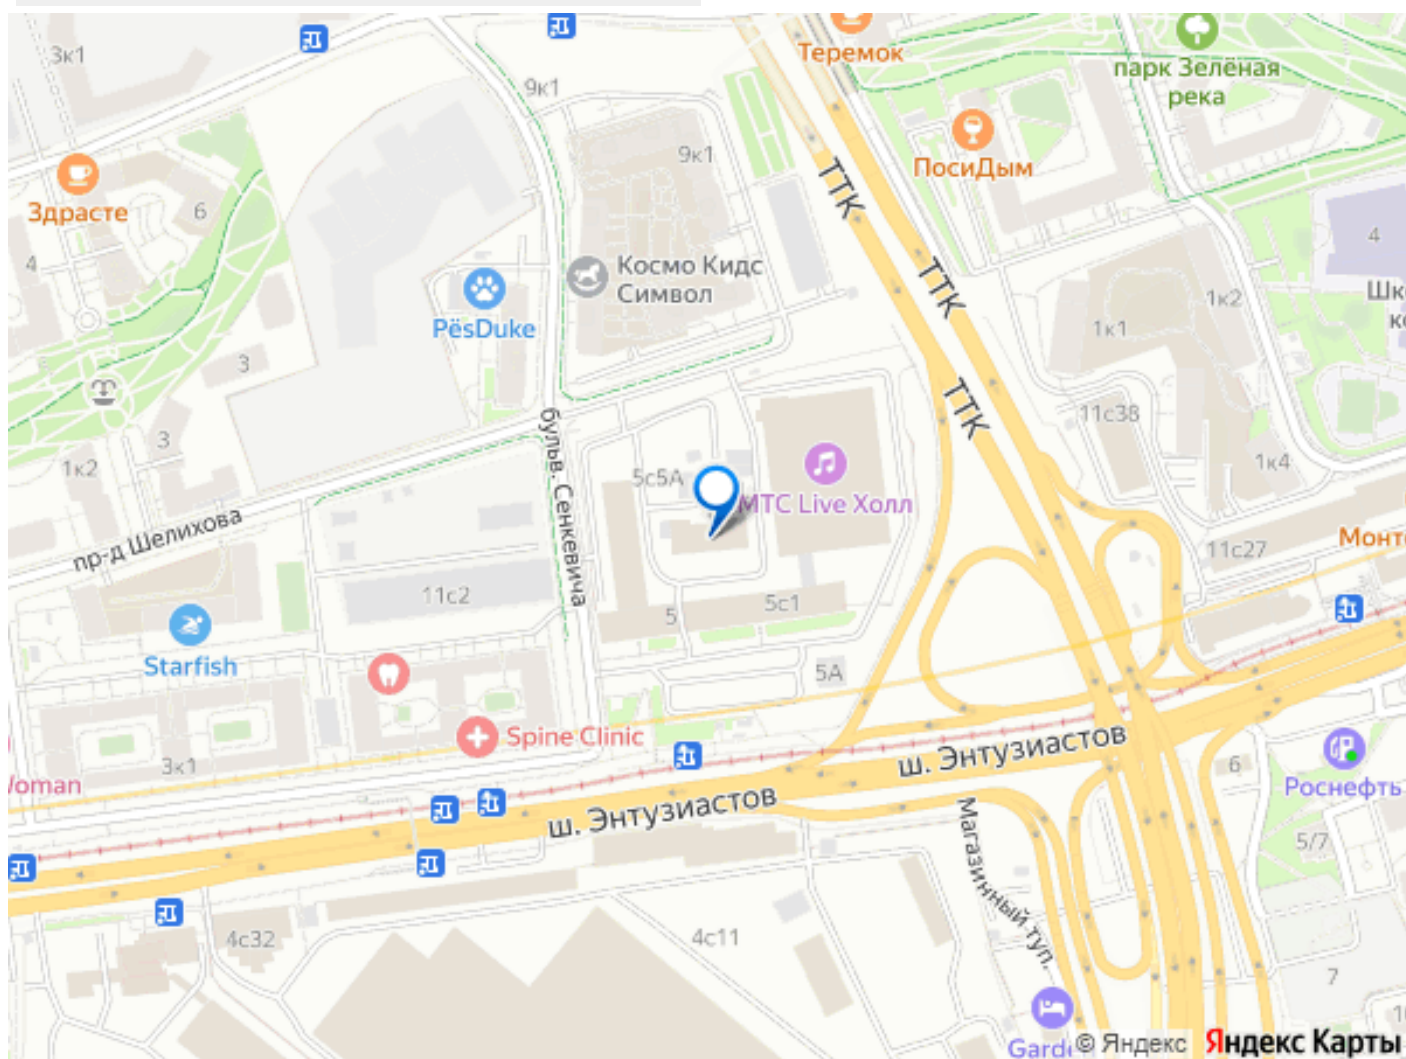 3к1
9к1
Теремок
парк Зелёная
река
9к1
ТТК
ПосиДым
Здрасте
6
4
4
Космо Кидс
Символ
ТТК
1к2
1к1
PёsDuke
3
ТТК
11с38
бульв. Сенкевича
3
1к2
5с5А
1к4
МТС Live Холл
пр-д Шелихова
11с27
11с2
5с1
5
Starfish
5А
Spine Clinic
ш. Энтузиастов
3к1
6
Роснефть
ш. Энтузиастов
Магазинный туп.
5/7
4с32
4с11
7
© Яндекс
Яндекс Карты